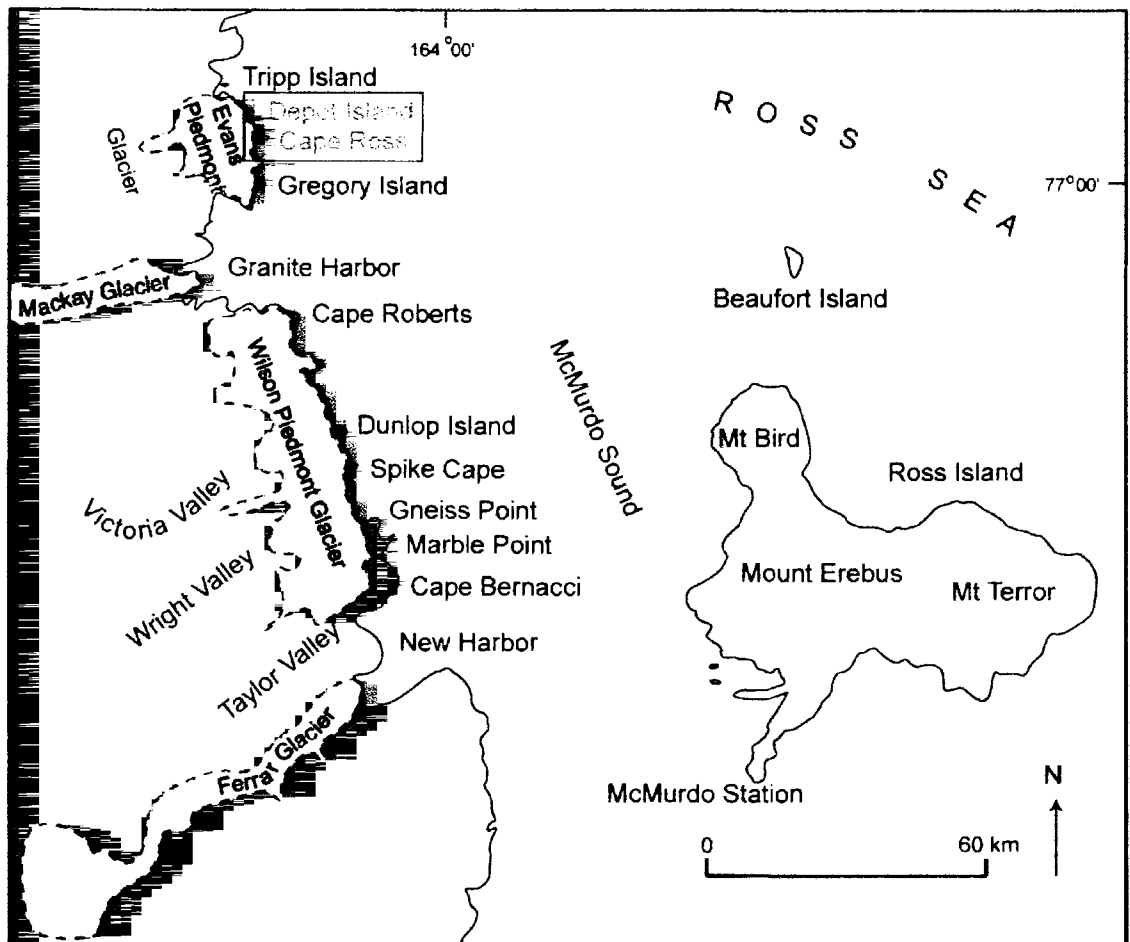 164°00'
Tripp Island
Depot Island
Cape Ross
Evans
Piedmont
Glacier
Gregory Island
ROSS SEA
77°00'
Granite Harbor
Mackay Glacier
Beaufort Island
Cape Roberts
Wilson Piedmont Glacier
McMurdo Sound
Dunlop Island
Mt Bird
Spike Cape
Ross Island
Victoria Valley
Gneiss Point
Marble Point
Wright Valley
Cape Bernacci
Mount Erebus
Mt Terror
New Harbor
Taylor Valley
Ferrar Glacier
McMurdo Station
N
0 60 km